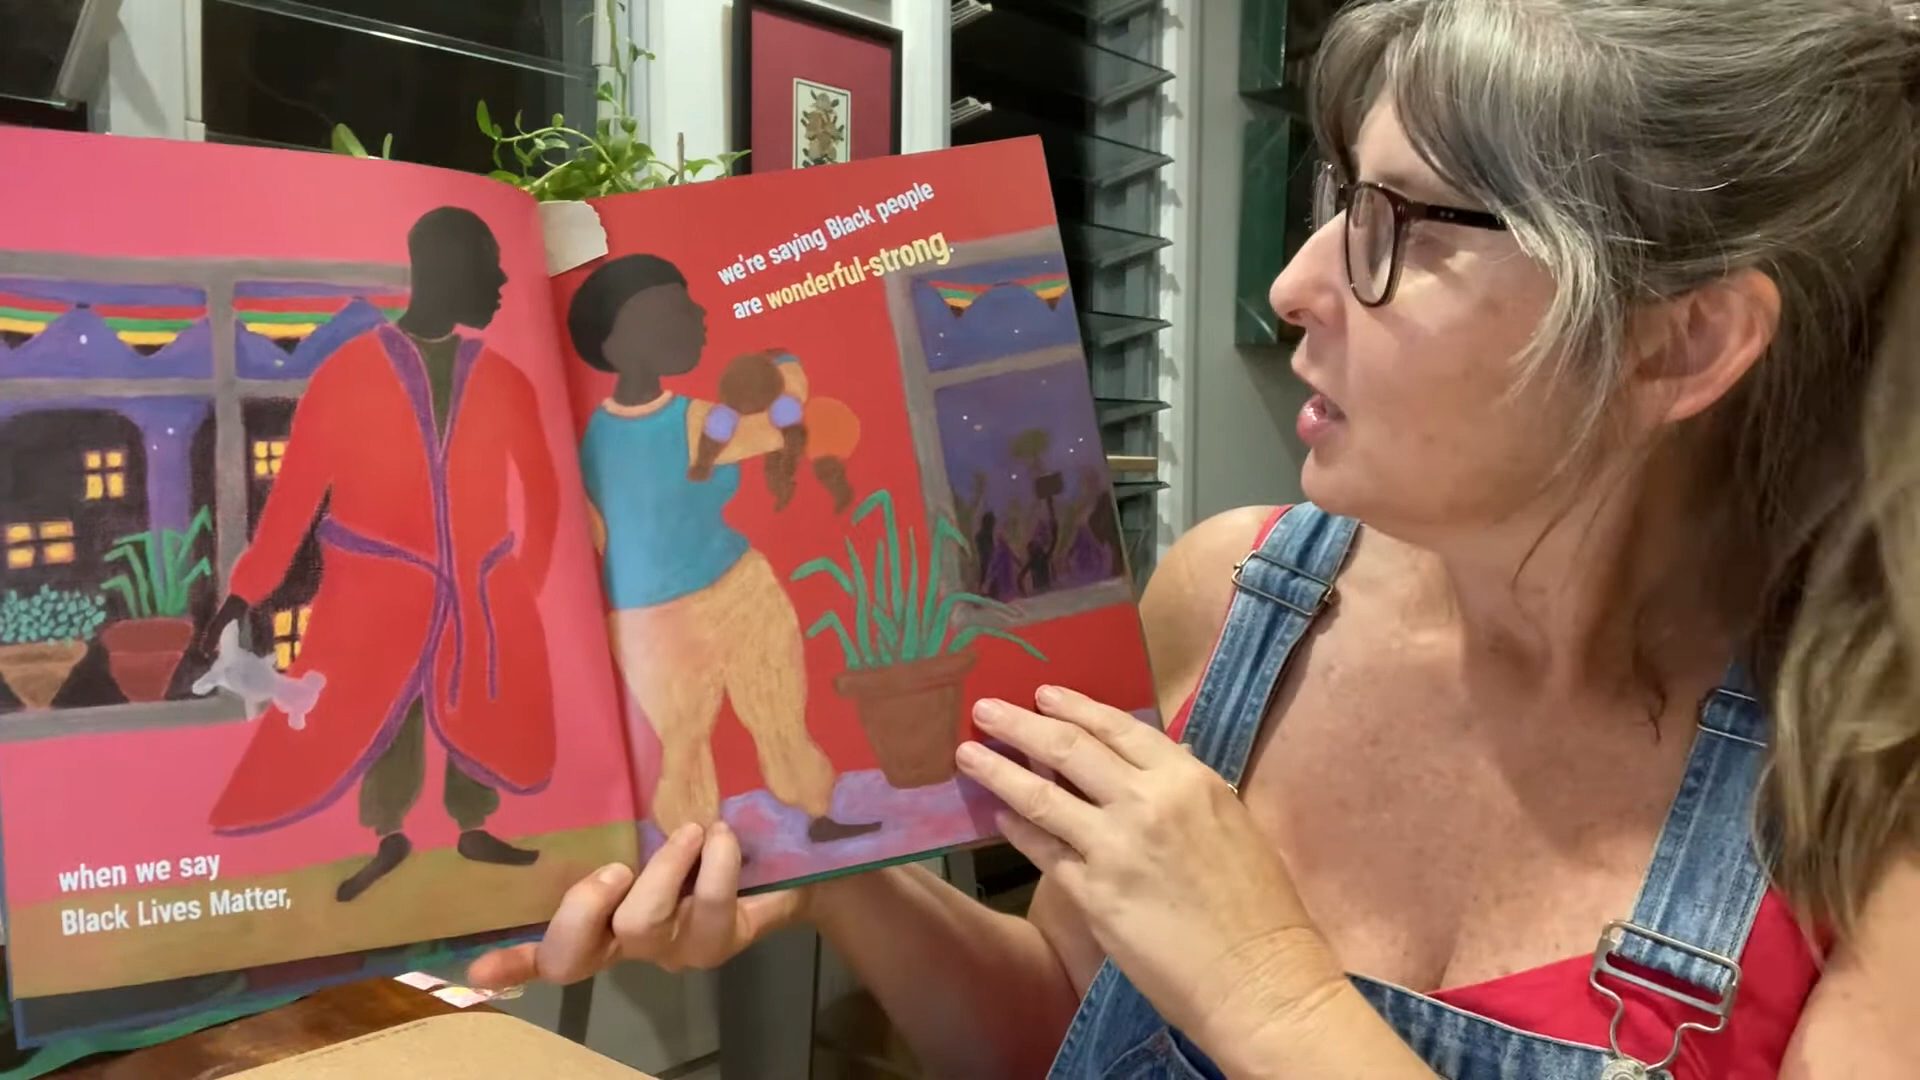 when we say
Black Lives Matter,
we're saying Black people
are wonderful-strong.